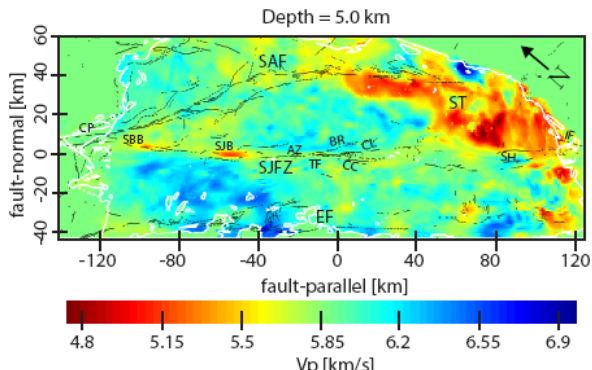 Depth = 5.0 km
60
40
20
0
-20
-40
fault-normal [km]
SAF
ST
CP
SBB
SJB
AZ
BR
CL
SJFZ
TF
CC
SH
IF
EF
N
-120
-80
-40
0
40
80
120
fault-parallel [km]
4.8
5.15
5.5
5.85
6.2
6.55
6.9
Vp [km/s]